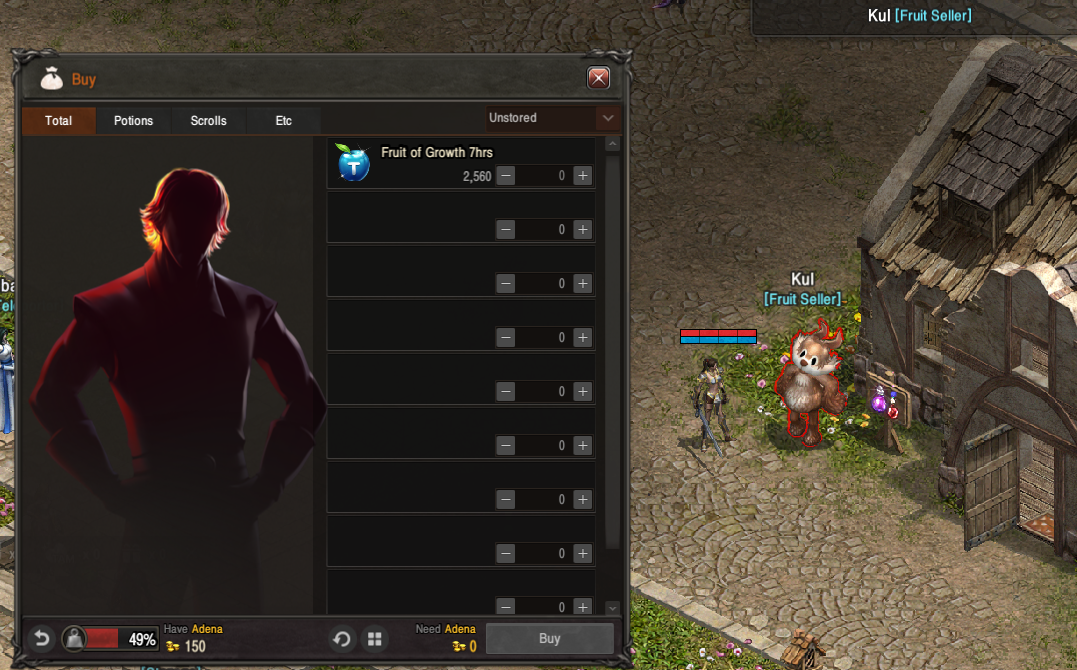 Kul [Fruit Seller]
Buy
Total Potions Scrolls Etc Unstored
Fruit of Growth 7hrs
T
2,560 0
0
0
0
0
0
0
0
0
Kul
[Fruit Seller]
49%
Have Adena
150
Need Adena
0
Buy